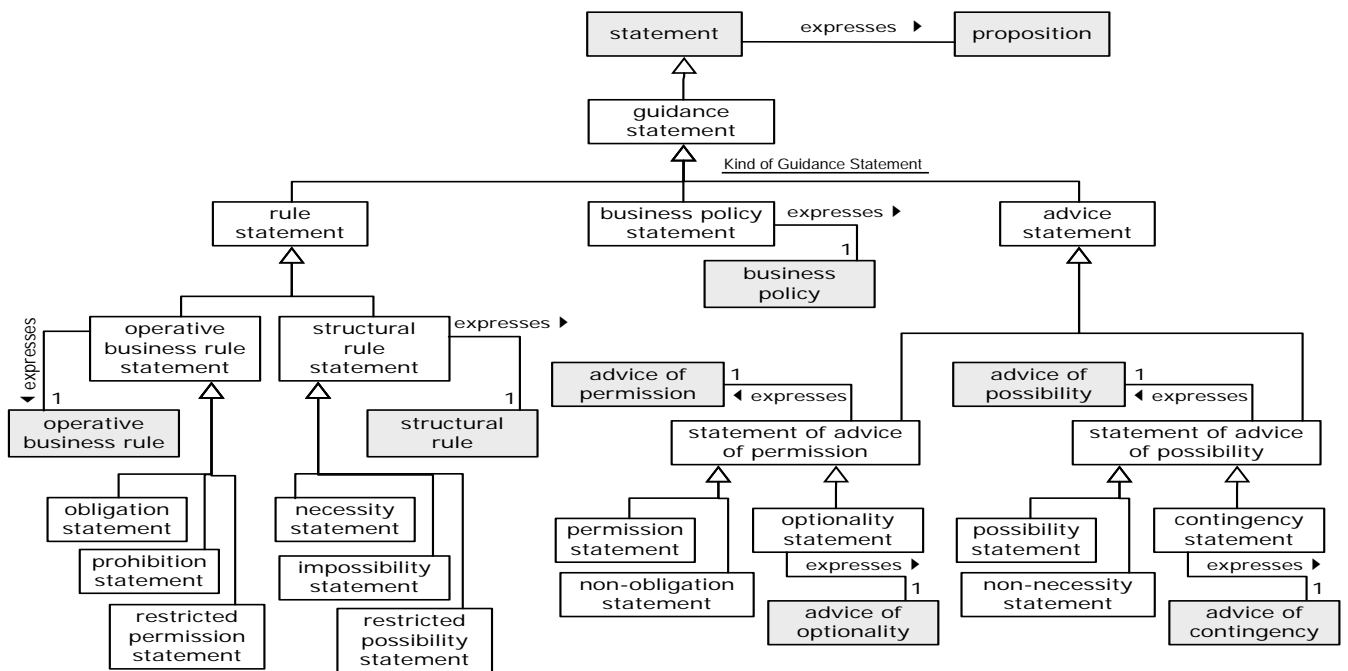 statement
expresses ►
proposition
guidance
statement
Kind of Guidance Statement
rule
statement
business policy
statement
expresses ►
1
business
policy
advice
statement
operative
business rule
statement
◄ expresses
1
operative
business rule
structural
rule
statement
expresses ►
1
structural
rule
advice of
permission
1
◄ expresses
statement of advice
of permission
advice of
possibility
1
◄ expresses
statement of advice
of possibility
obligation
statement
prohibition
statement
restricted
permission
statement
necessity
statement
impossibility
statement
restricted
possibility
statement
permission
statement
non-obligation
statement
optionality
statement
expresses ►
1
advice of
optionality
possibility
statement
non-necessity
statement
contingency
statement
expresses ►
1
advice of
contingency